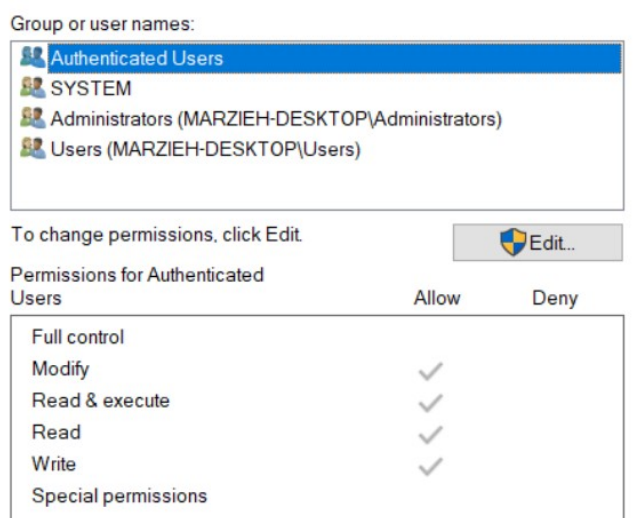 Group or user names:
Authenticated Users
SYSTEM
Administrators (MARZIEH-DESKTOP\Administrators)
Users (MARZIEH-DESKTOP\Users)
To change permissions, click Edit.
Edit...
Permissions for Authenticated
Users Allow Deny
Full control
Modify
Read & execute
Read
Write
Special permissions